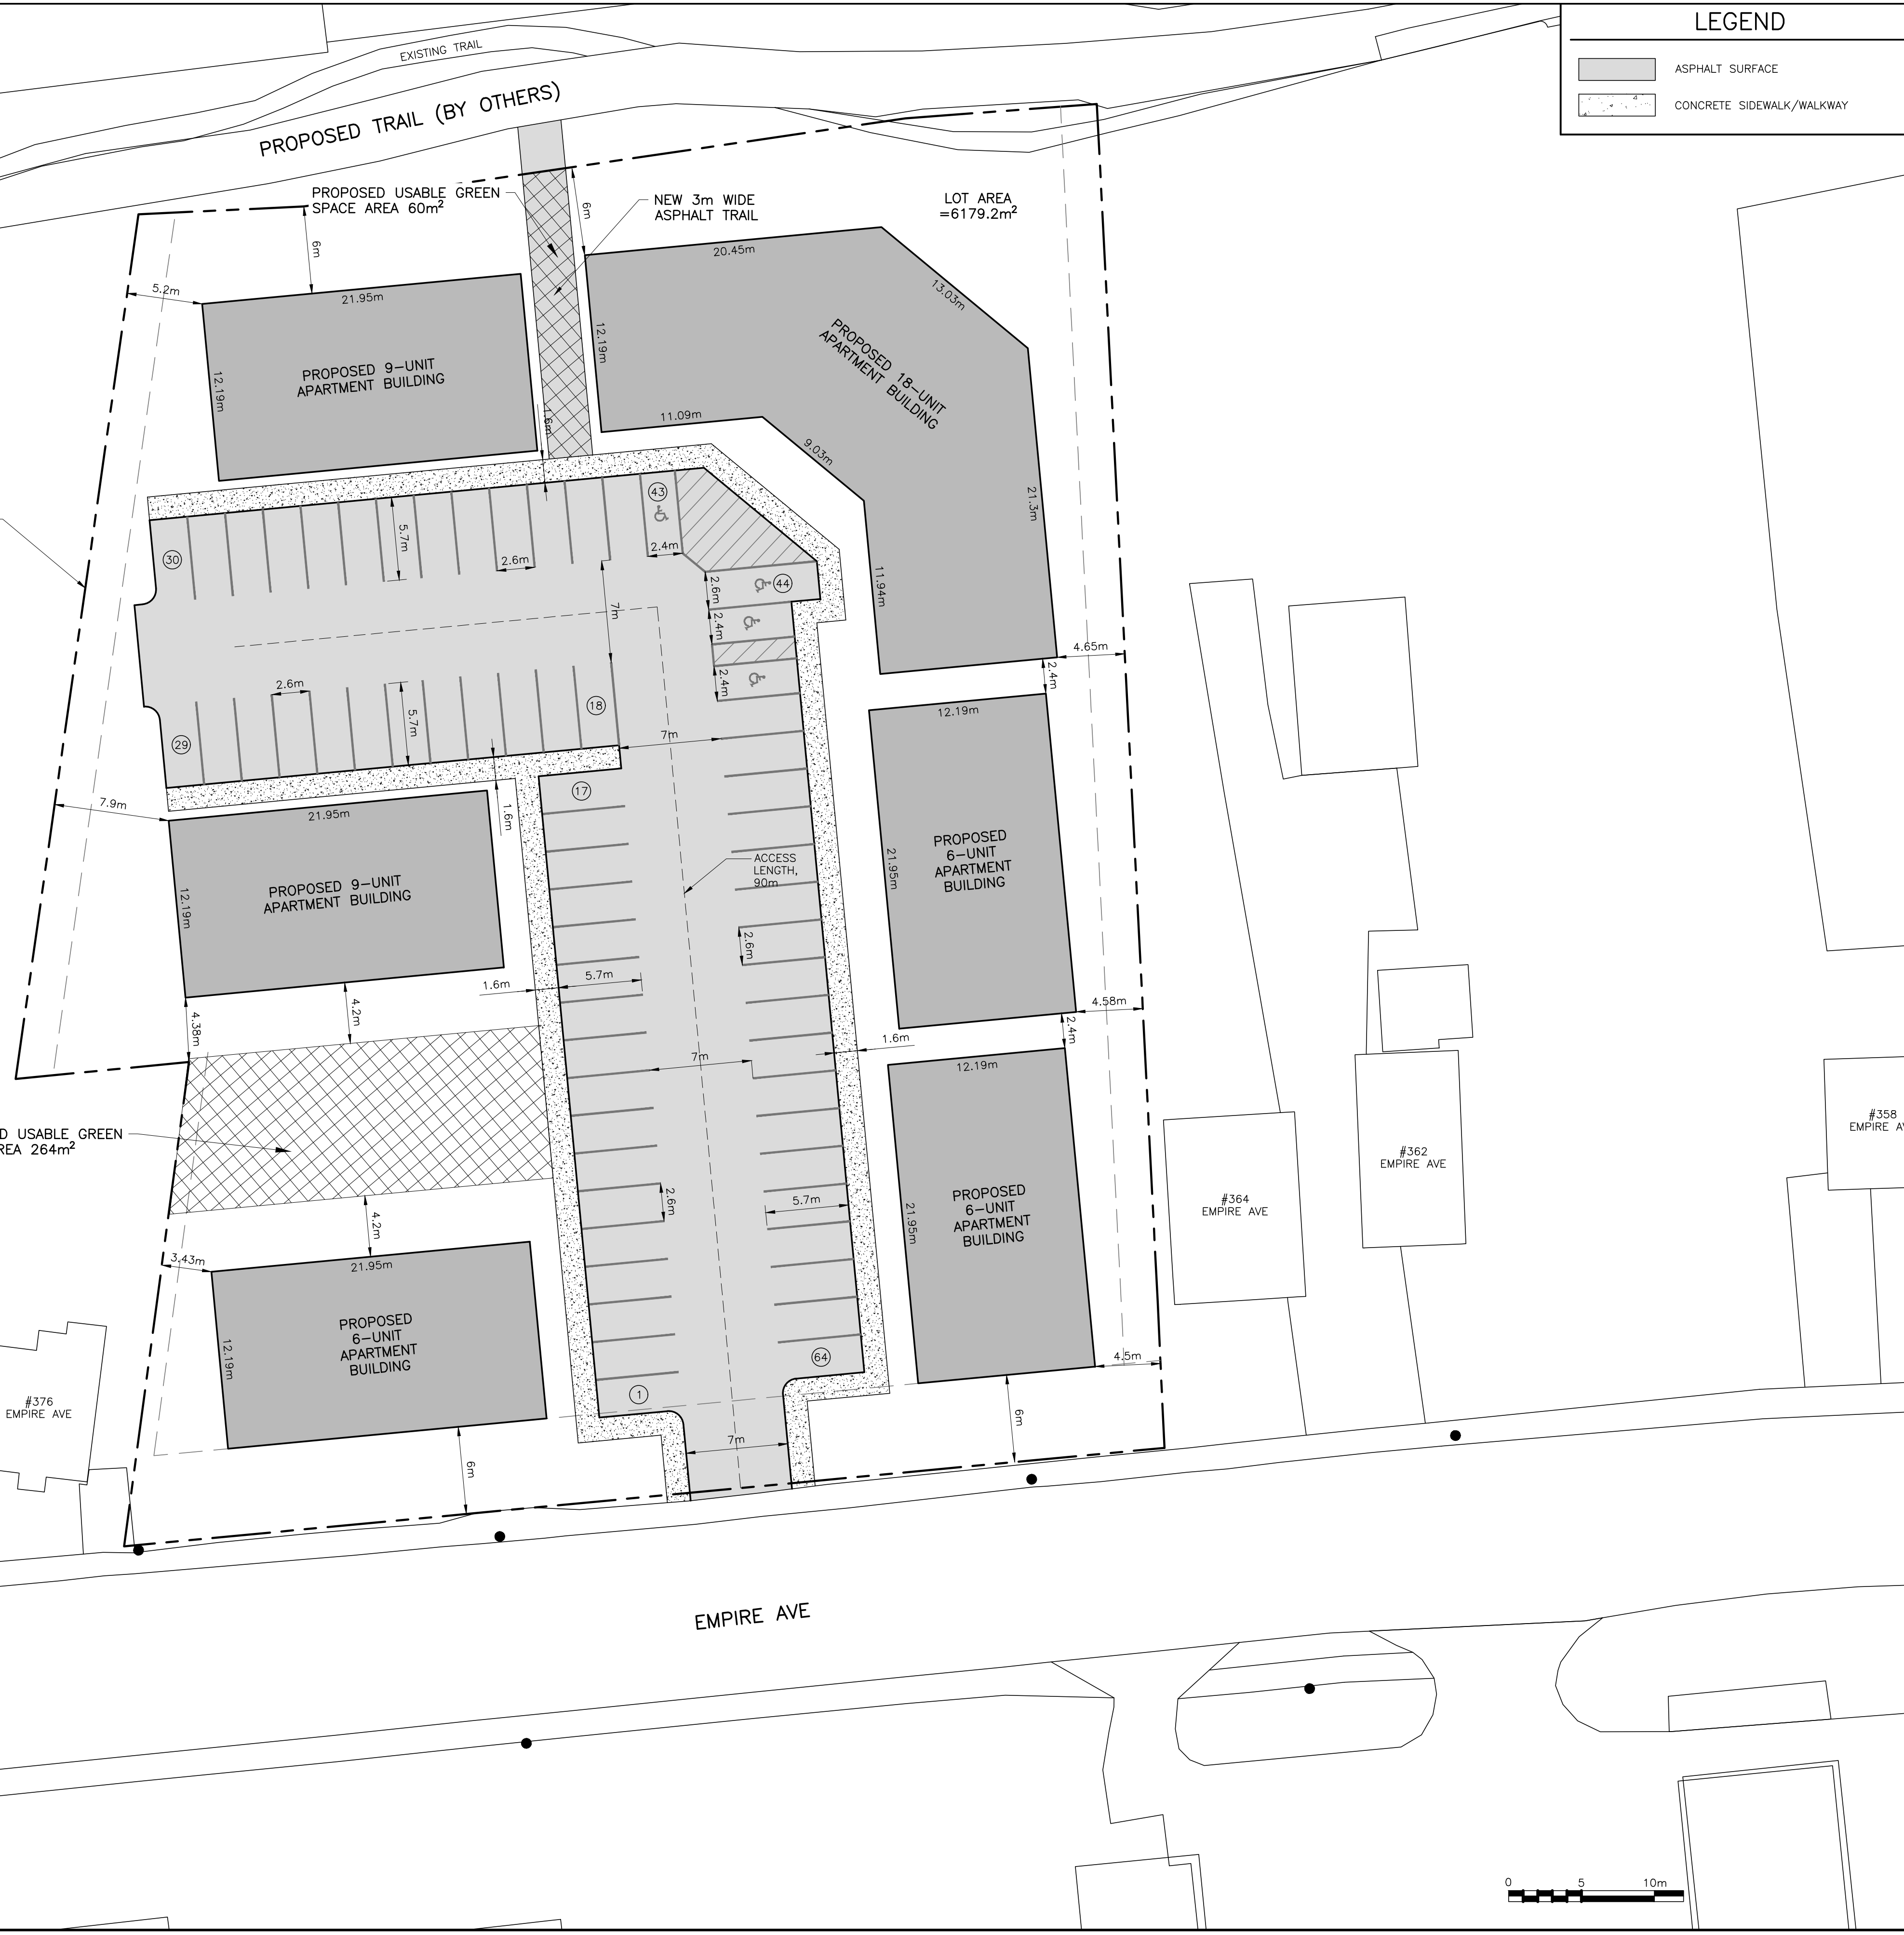 LEGEND
ASPHALT SURFACE
CONCRETE SIDEWALK/WALKWAY
EXISTING TRAIL
PROPOSED TRAIL (BY OTHERS)
PROPOSED USABLE GREEN
SPACE AREA 60m²
NEW 3m WIDE
ASPHALT TRAIL
LOT AREA
=6179.2m²
6m
6m
5.2m
21.95m
12.19m
PROPOSED 9-UNIT
APARTMENT BUILDING
20.45m
13.03m
12.19m
PROPOSED 18-UNIT
APARTMENT BUILDING
11.09m
9.03m
21.3m
11.94m
1.6m
30
43
5.7m
2.6m
2.4m
44
2.6m
2.4m
2.4m
7m
4.65m
2.4m
2.6m
5.7m
18
29
7m
12.19m
7.9m
21.95m
1.6m
17
12.19m
PROPOSED 9-UNIT
APARTMENT BUILDING
ACCESS
LENGTH,
90m
PROPOSED
6-UNIT
APARTMENT
BUILDING
21.95m
2.6m
1.6m
5.7m
4.38m
4.2m
4.58m
2.4m
1.6m
7m
12.19m
D USABLE GREEN
REA 264m²
2.6m
5.7m
4.2m
PROPOSED
6-UNIT
APARTMENT
BUILDING
21.95m
3.43m
21.95m
12.19m
PROPOSED
6-UNIT
APARTMENT
BUILDING
64
1
4.5m
6m
7m
6m
#376
EMPIRE AVE
#364
EMPIRE AVE
#362
EMPIRE AVE
#358
EMPIRE AV
EMPIRE AVE
0 5 10m